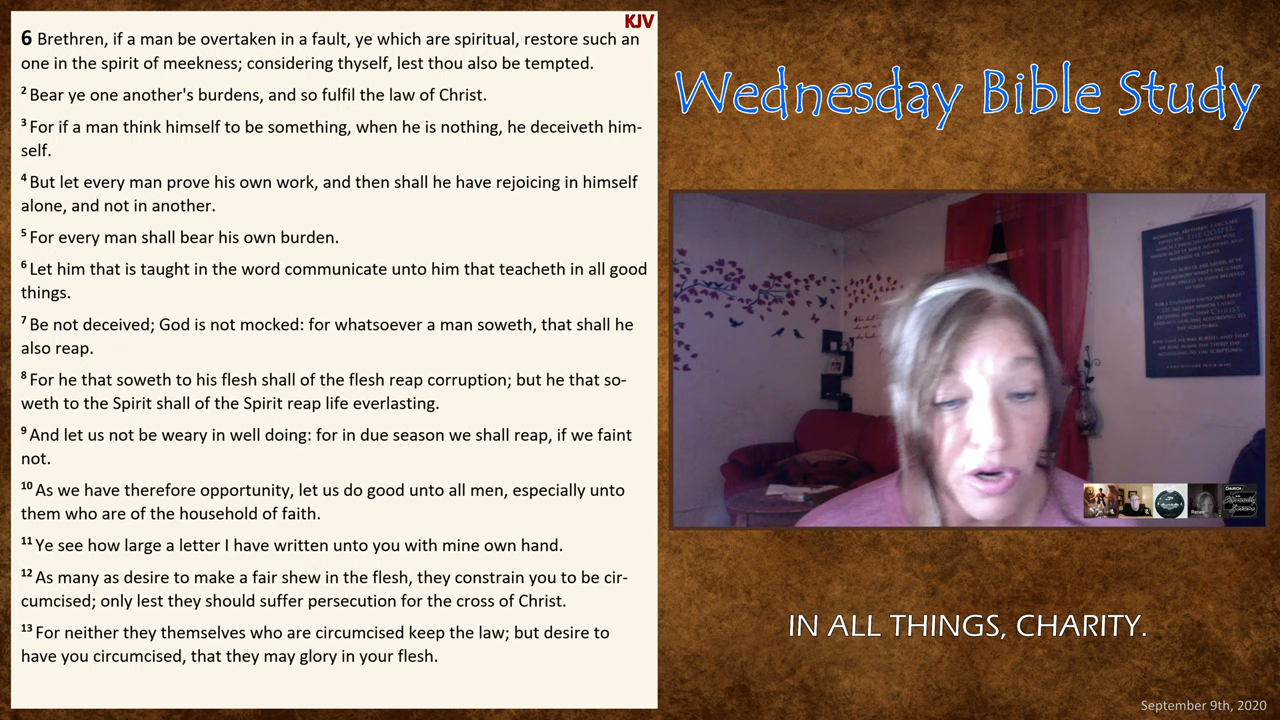 KJV
6 Brethren, if a man be overtaken in a fault, ye which are spiritual, restore such an
one in the spirit of meekness; considering thyself, lest thou also be tempted.
2 Bear ye one another's burdens, and so fulfil the law of Christ.
3 For if a man think himself to be something, when he is nothing, he deceiveth him-
self.
4 But let every man prove his own work, and then shall he have rejoicing in himself
alone, and not in another.
5 For every man shall bear his own burden.
6 Let him that is taught in the word communicate unto him that teacheth in all good
things.
7 Be not deceived; God is not mocked: for whatsoever a man soweth, that shall he
also reap.
8 For he that soweth to his flesh shall of the flesh reap corruption; but he that so-
weth to the Spirit shall of the Spirit reap life everlasting.
9 And let us not be weary in well doing: for in due season we shall reap, if we faint
not.
10 As we have therefore opportunity, let us do good unto all men, especially unto
them who are of the household of faith.
11 Ye see how large a letter I have written unto you with mine own hand.
12 As many as desire to make a fair shew in the flesh, they constrain you to be cir-
cumcised; only lest they should suffer persecution for the cross of Christ.
13 For neither they themselves who are circumcised keep the law; but desire to
have you circumcised, that they may glory in your flesh.
Wednesday Bible Study
MOREOVER, BRETHREN, I DECLARE
UNTO YOU THE GOSPEL
THE SCRIPTURES.
CHURCH
IN ALL THINGS, CHARITY.
September 9th, 2020